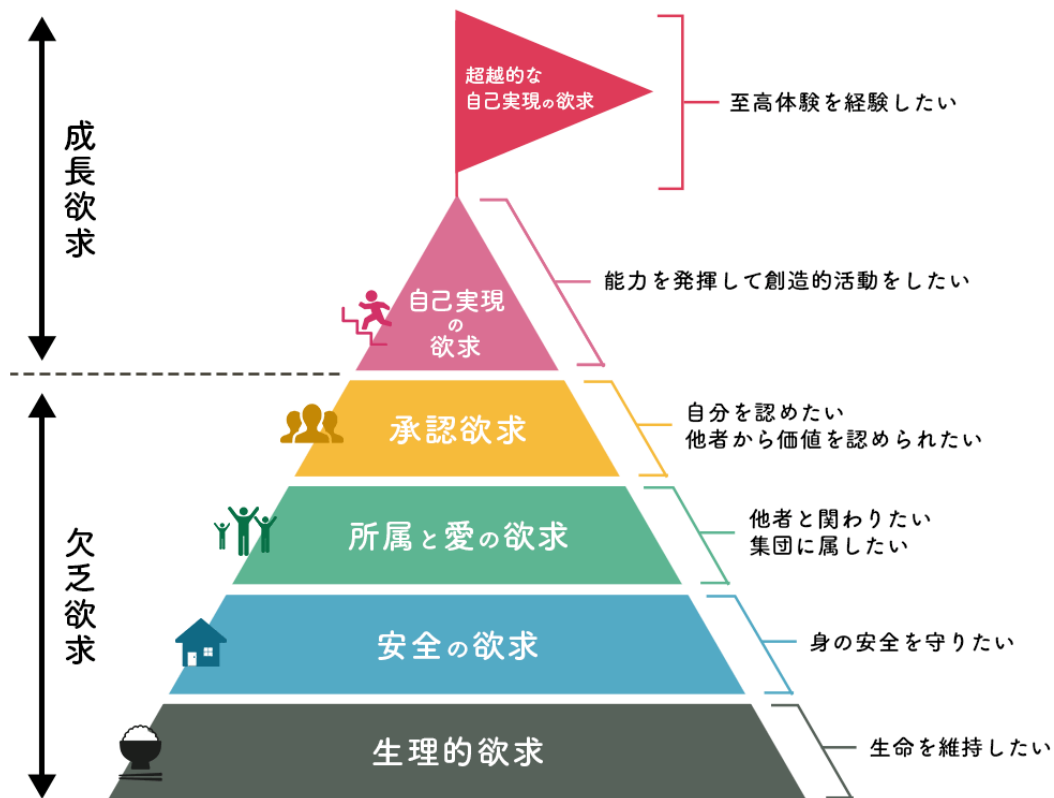 超越的な
自己実現の欲求
至高体験を経験したい
成長欲求
能力を発揮して創造的活動をしたい
自己実現
の
欲求
承認欲求
自分を認めたい
他者から価値を認められたい
欠乏欲求
所属と愛の欲求
他者と関わりたい
集団に属したい
安全の欲求
身の安全を守りたい
生理的欲求
生命を維持したい